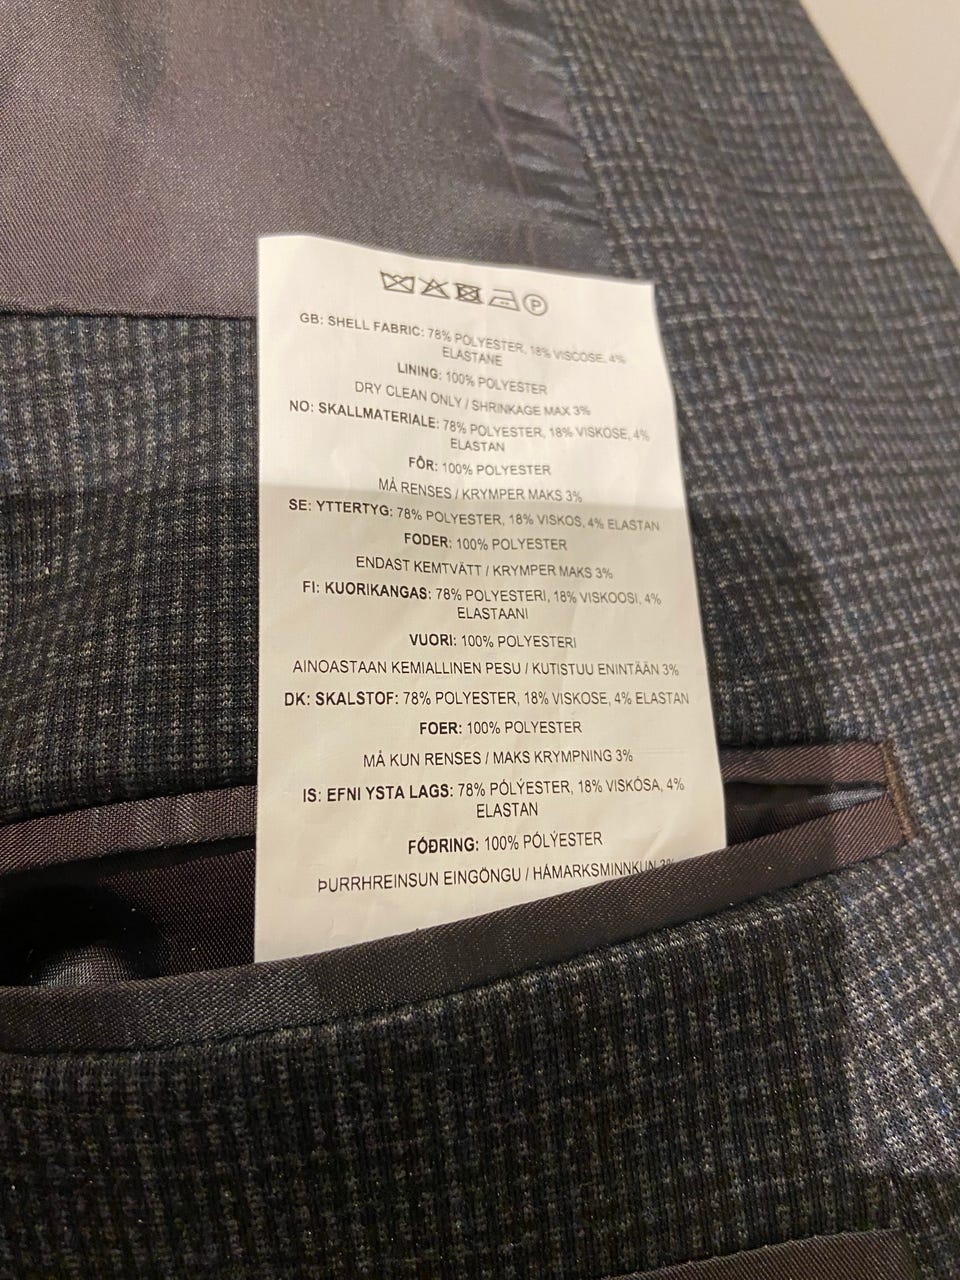 P
GB: SHELL FABRIC: 78% POLYESTER, 18% VISCOSE, 4%
ELASTANE
LINING: 100% POLYESTER
DRY CLEAN ONLY / SHRINKAGE MAX 3%
NO: SKALLMATERIALE: 78% POLYESTER, 18% VISKOSE, 4%
ELASTAN
FÔR: 100% POLYESTER
MÅ RENSES / KRYMPER MAKS 3%
SE: YTTERTYG: 78% POLYESTER, 18% VISKOS, 4% ELASTAN
FODER: 100% POLYESTER
ENDAST KEMTVÄTT / KRYMPER MAKS 3%
FI: KUORIKANGAS: 78% POLYESTERI, 18% VISKOOSI, 4%
ELASTAANI
VUORI: 100% POLYESTERI
AINOASTAAN KEMIALLINEN PESU / KUTISTUU ENINTÄÄN 3%
DK: SKALSTOF: 78% POLYESTER, 18% VISKOSE, 4% ELASTAN
FOER: 100% POLYESTER
MÅ KUN RENSES / MAKS KRYMPNING 3%
IS: EFNI YSTA LAGS: 78% PÓLÝESTER, 18% VISKÓSA, 4%
ELASTAN
FÓÐRING: 100% PÓLÝESTER
ÞURRHREINSUN EINGÖNGU / HÁMARKSMINNKUN 3%